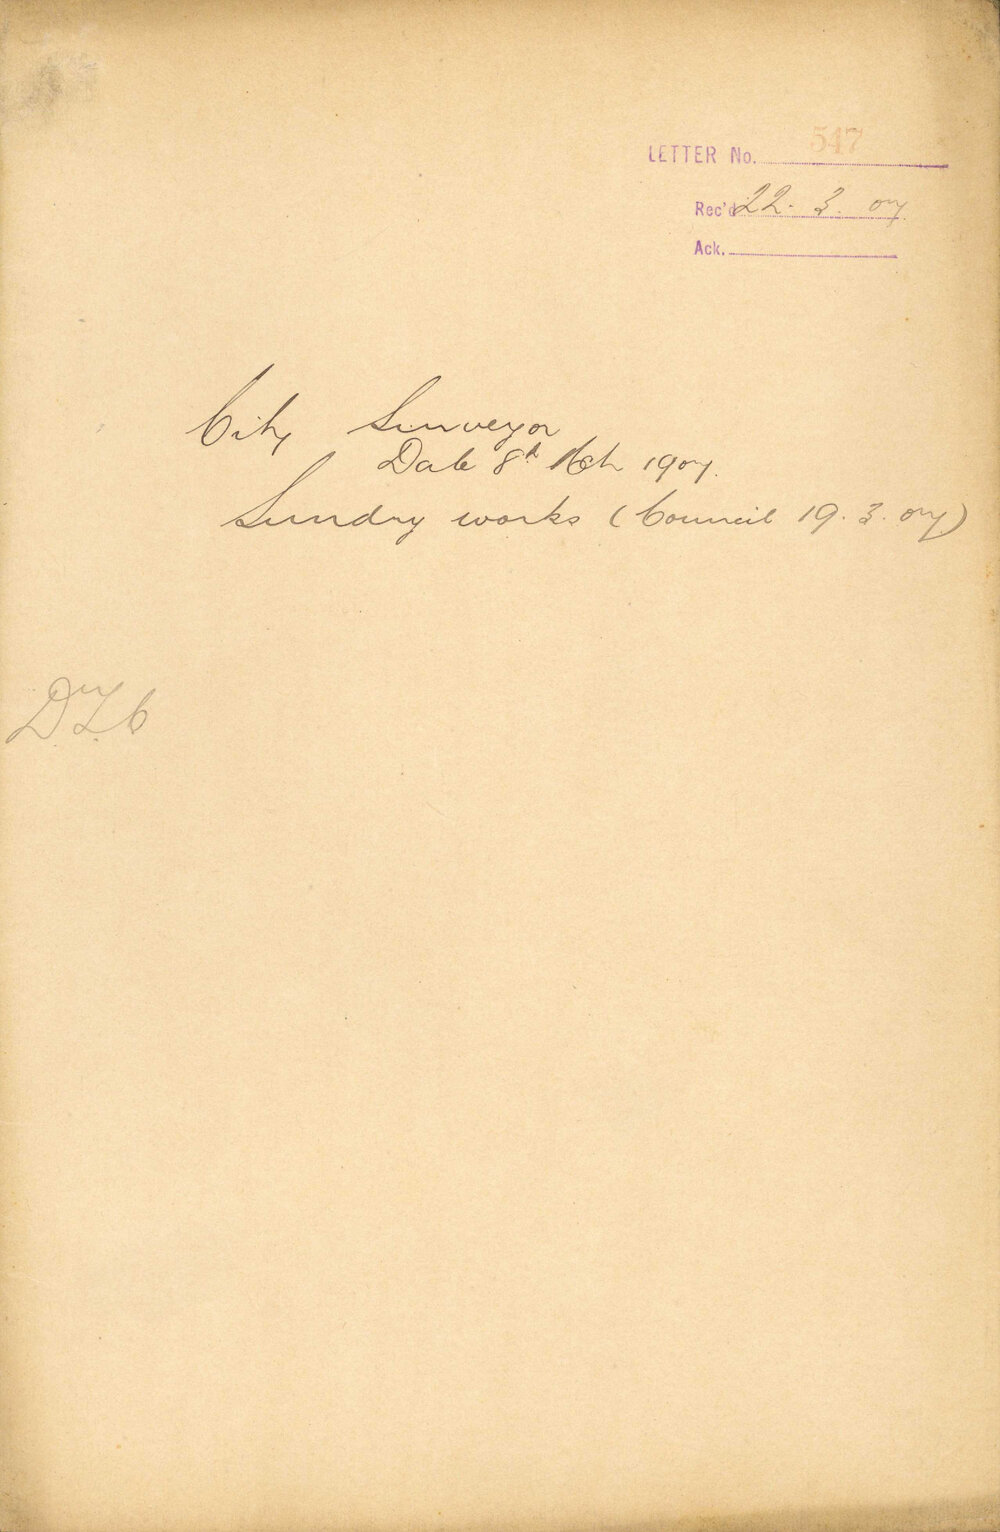 LETTER No. 547
Rec'd 22. 3. 07
Ack.
City Surveyor
Date 8th Mch 1907.
Sundry works (Council 19. 3. 07)